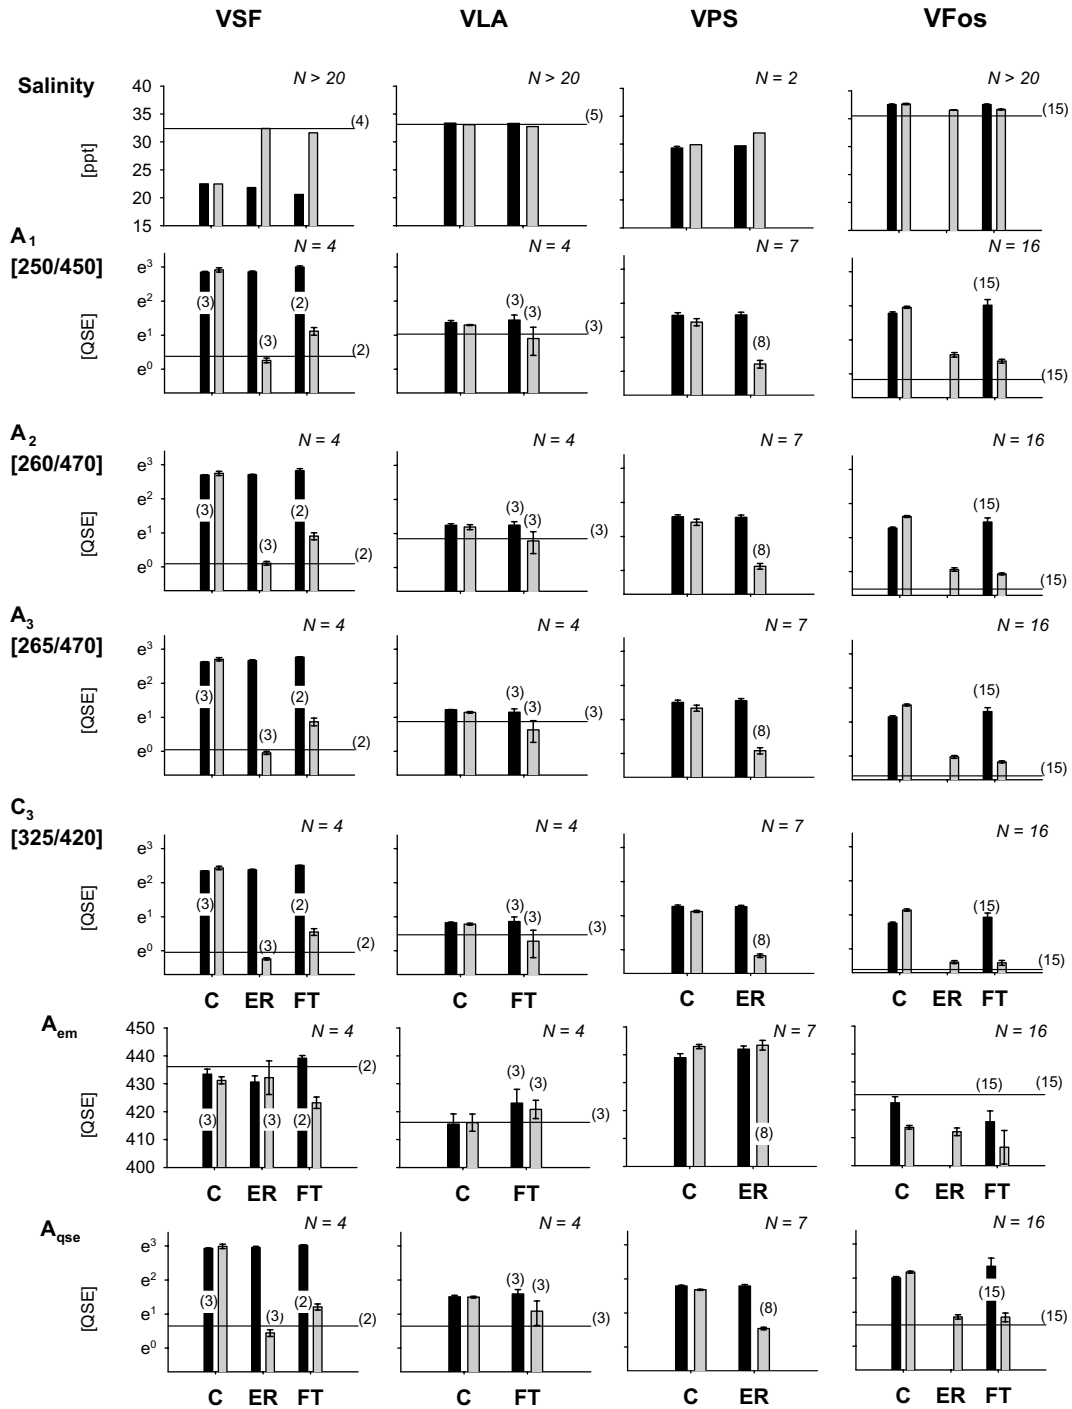 VSF VLA VPS VFos
Salinity
N > 20 N > 20 N = 2 N > 20
[ppt]
40
35
30
25
20
15
(4) (5) (15)
A1
[250/450]
N = 4 N = 4 N = 7 N = 16
[QSE]
e3
e2
e1
e0
(3) (3) (2) (2) (3) (3) (3) (8) (15) (15)
A2
[260/470]
N = 4 N = 4 N = 7 N = 16
[QSE]
e3
e2
e1
e0
(3) (3) (2) (2) (3) (3) (3) (8) (15) (15)
A3
[265/470]
N = 4 N = 4 N = 7 N = 16
[QSE]
e3
e2
e1
e0
(3) (3) (2) (2) (3) (3) (3) (8) (15) (15)
C3
[325/420]
N = 4 N = 4 N = 7 N = 16
[QSE]
e3
e2
e1
e0
(3) (3) (2) (2) (3) (3) (3) (8) (15) (15)
C ER FT C FT C ER C ER FT
Aem
N = 4 N = 4 N = 7 N = 16
[QSE]
450
440
430
420
410
400
(3) (3) (2) (2) (3) (3) (3) (8) (15) (15)
C ER FT C FT C ER C ER FT
Aqse
N = 4 N = 4 N = 7 N = 16
[QSE]
e3
e2
e1
e0
(3) (3) (2) (2) (3) (3) (3) (8) (15) (15)
C ER FT C FT C ER C ER FT